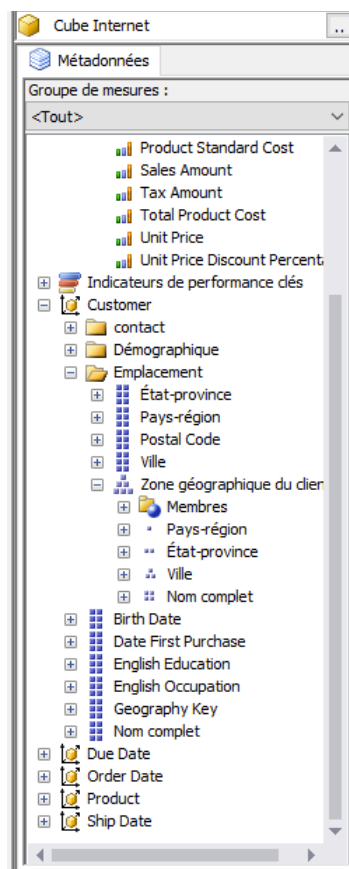 Cube Internet
..
Métadonnées
Groupe de mesures :
<Tout>
Product Standard Cost
Sales Amount
Tax Amount
Total Product Cost
Unit Price
Unit Price Discount Percent
Indicateurs de performance clés
Customer
contact
Démographique
Emplacement
État-province
Pays-région
Postal Code
Ville
Zone géographique du clien
Membres
Pays-région
État-province
Ville
Nom complet
Birth Date
Date First Purchase
English Education
English Occupation
Geography Key
Nom complet
Due Date
Order Date
Product
Ship Date